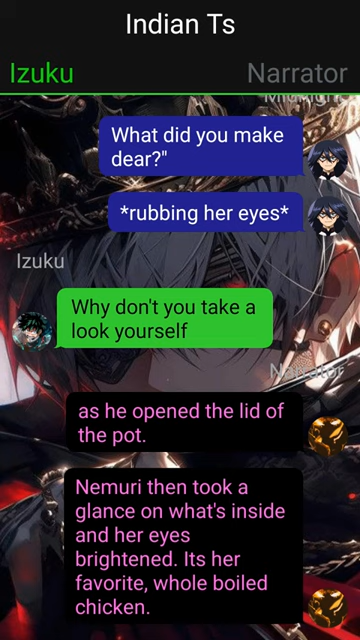 Indian Ts
Izuku
Narrator
Midnight
What did you make
dear?"
*rubbing her eyes*
Izuku
Why don't you take a
look yourself
Narrator
as he opened the lid of
the pot.
Nemuri then took a
glance on what's inside
and her eyes
brightened. Its her
favorite, whole boiled
chicken.